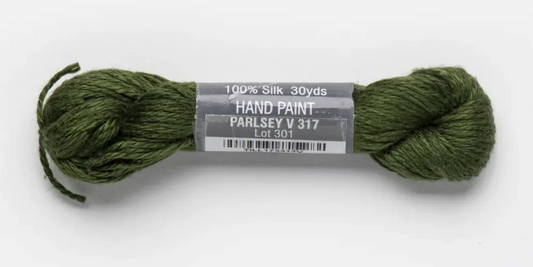 100% Silk 30yds
HAND PAINT
PARLSEY V 317
Lot 301